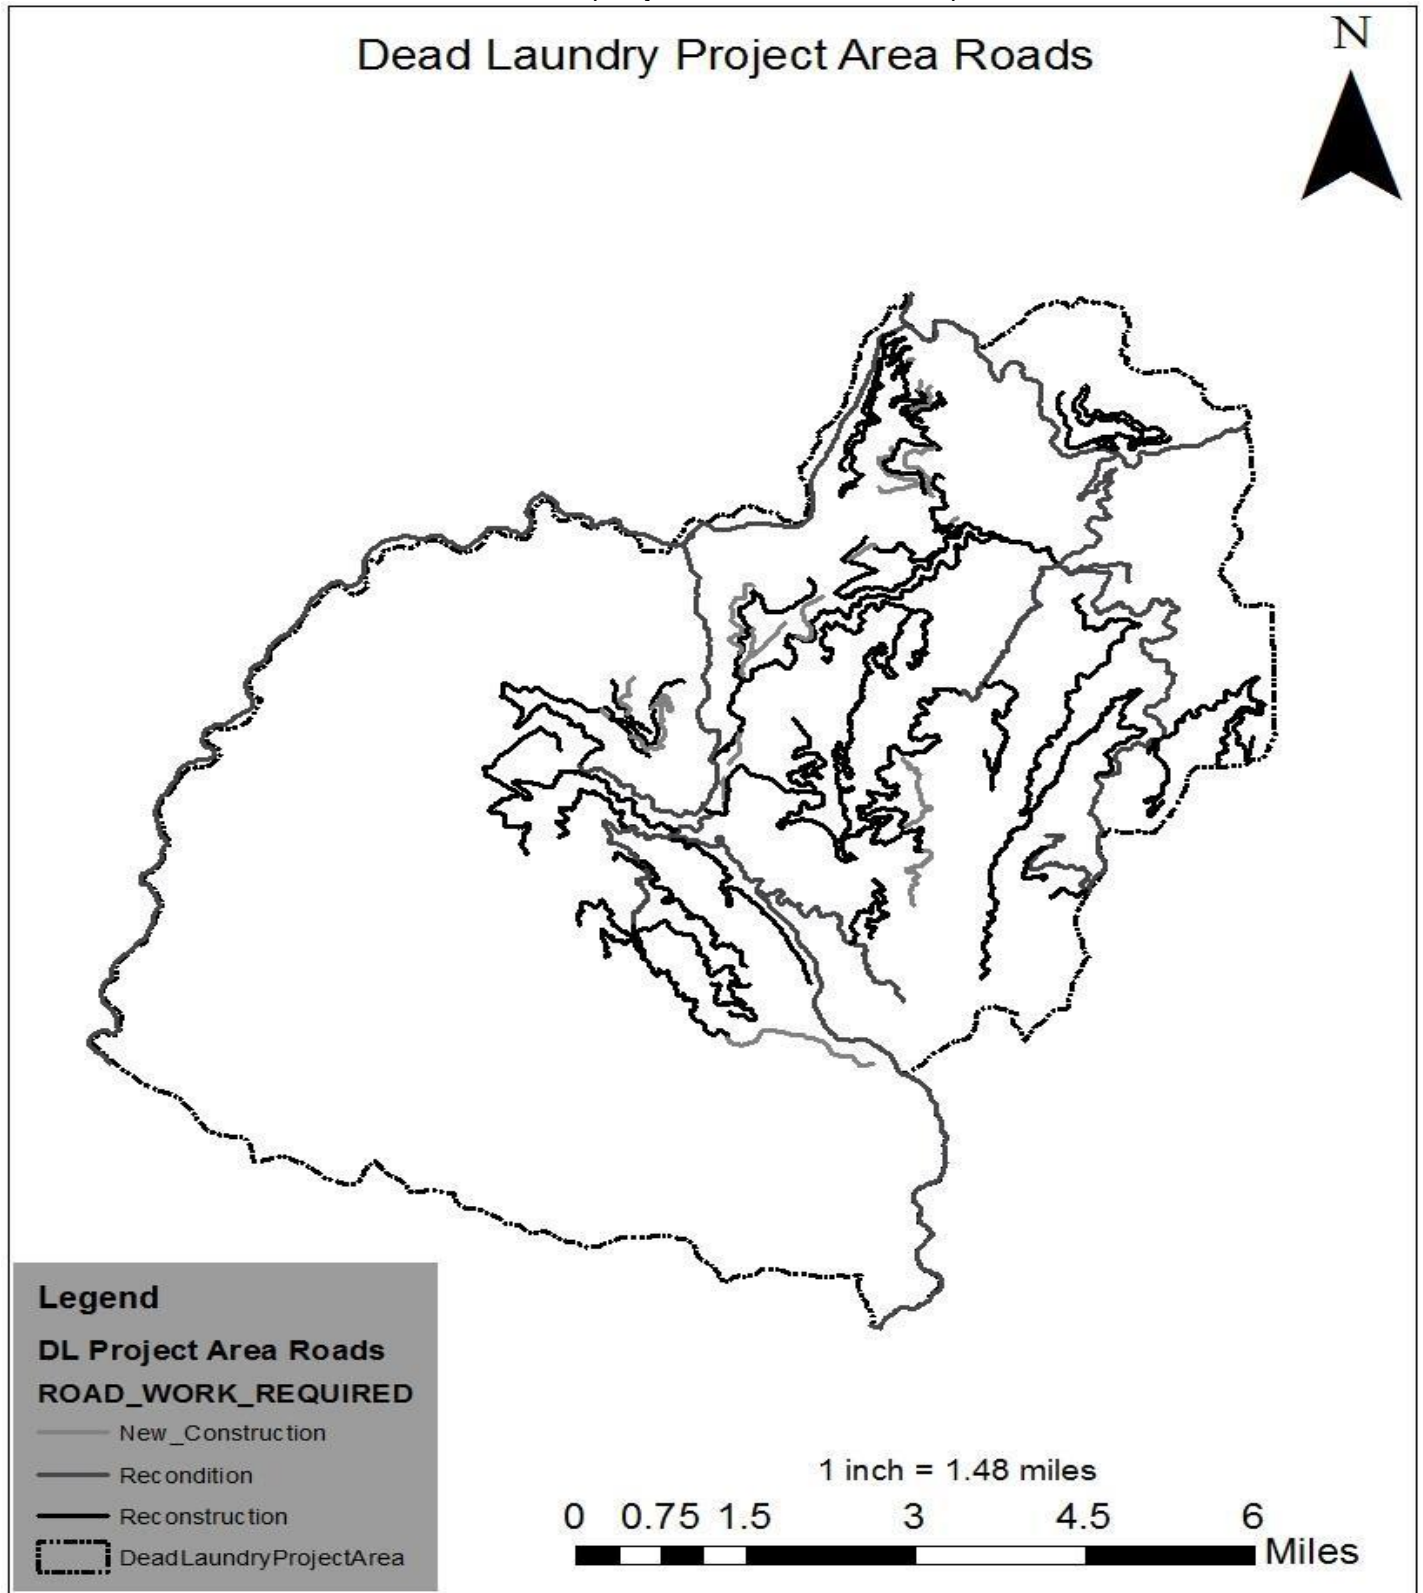 Dead Laundry Project Area Roads
N
Legend
DL Project Area Roads
ROAD_WORK_REQUIRED
New_Construction
Recondition
Reconstruction
DeadLaundryProjectArea
1 inch = 1.48 miles
0 0.75 1.5 3 4.5 6
Miles